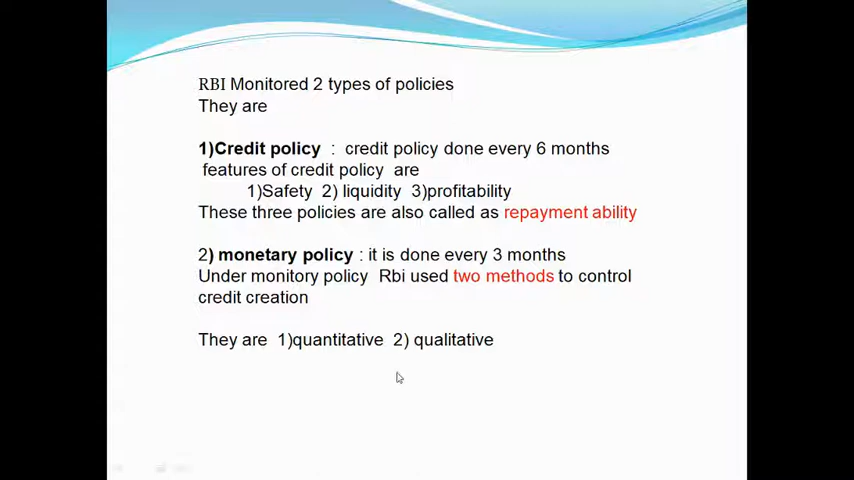 RBI Monitored 2 types of policies
They are
1)Credit policy : credit policy done every 6 months
features of credit policy are
1)Safety 2) liquidity 3)profitability
These three policies are also called as repayment ability
2) monetary policy : it is done every 3 months
Under monitory policy Rbi used two methods to control
credit creation
They are 1)quantitative 2) qualitative